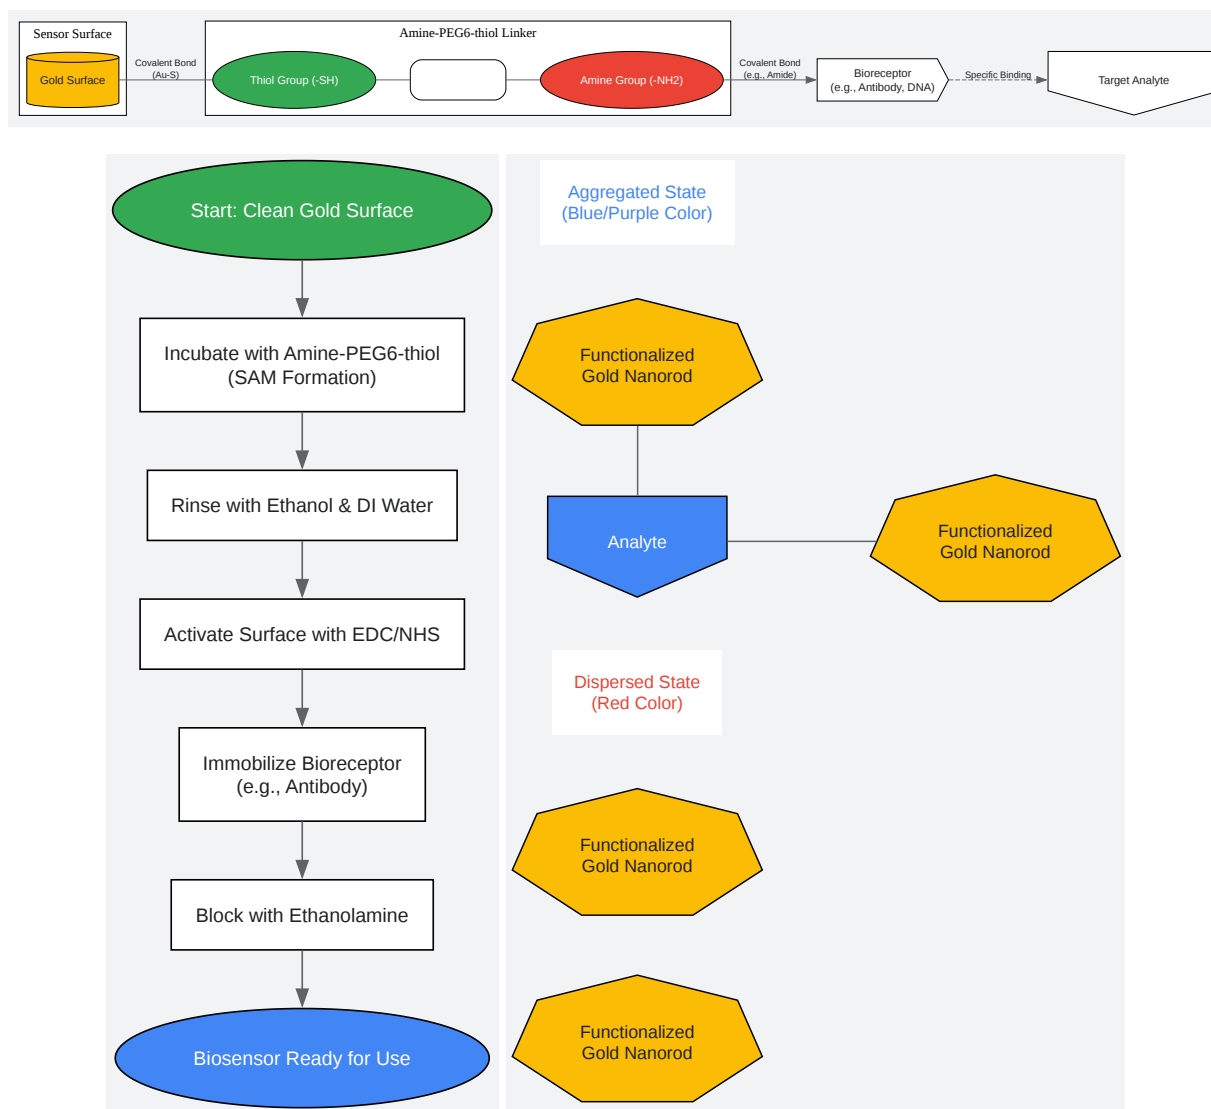 Sensor Surface
Gold Surface
Covalent Bond
(Au-S)
Amine-PEG6-thiol Linker
Thiol Group (-SH)
Amine Group (-NH2)
Covalent Bond
(e.g., Amide)
Bioreceptor
(e.g., Antibody, DNA)
Specific Binding
Target Analyte
Start: Clean Gold Surface
Incubate with Amine-PEG6-thiol
(SAM Formation)
Rinse with Ethanol & DI Water
Activate Surface with EDC/NHS
Immobilize Bioreceptor
(e.g., Antibody)
Block with Ethanolamine
Biosensor Ready for Use
Aggregated State
(Blue/Purple Color)
Functionalized
Gold Nanorod
Analyte
Functionalized
Gold Nanorod
Dispersed State
(Red Color)
Functionalized
Gold Nanorod
Functionalized
Gold Nanorod